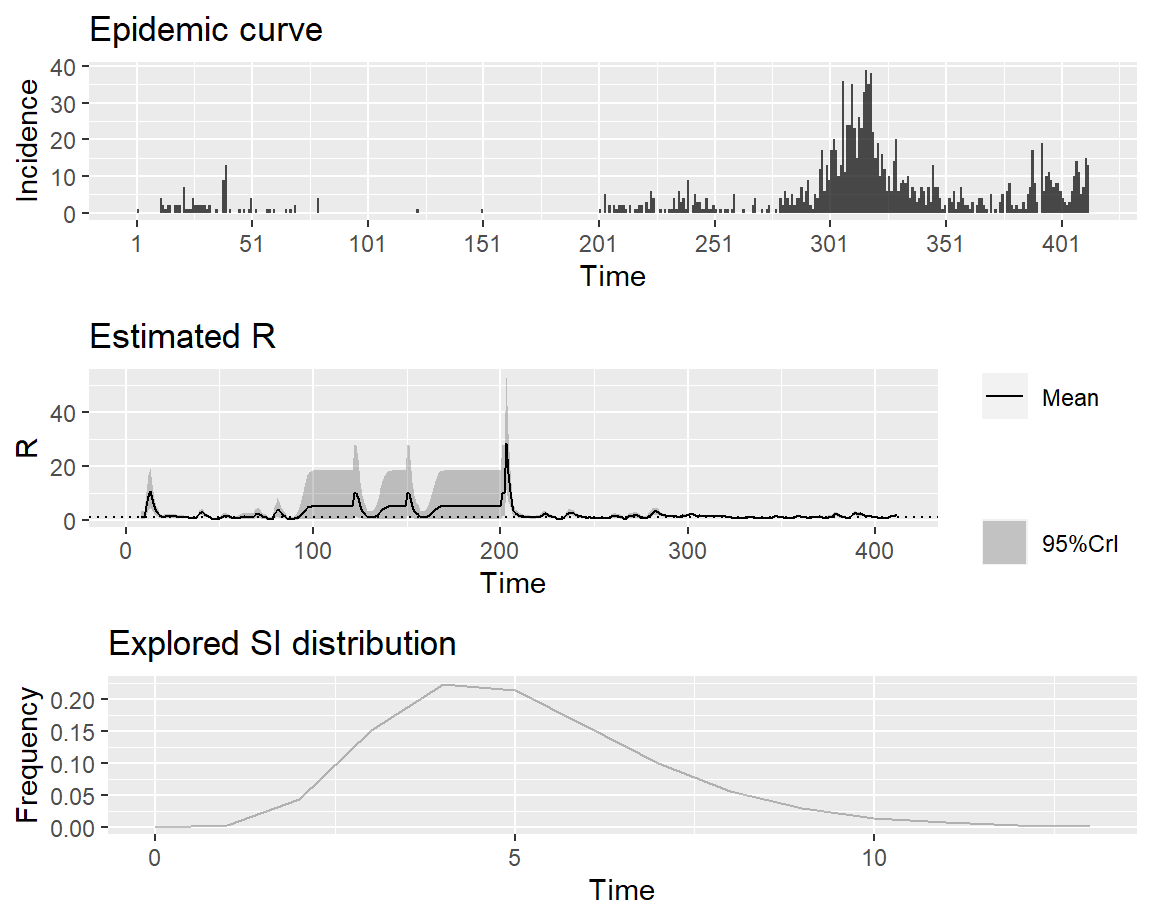 Epidemic curve
40
30
20
10
0
Incidence
1 51 101 151 201 251 301 351 401
Time
Estimated R
40
20
0
R
0 100 200 300 400
Time
Mean
95%CrI
Explored SI distribution
0.20
0.15
0.10
0.05
0.00
Frequency
0 5 10
Time